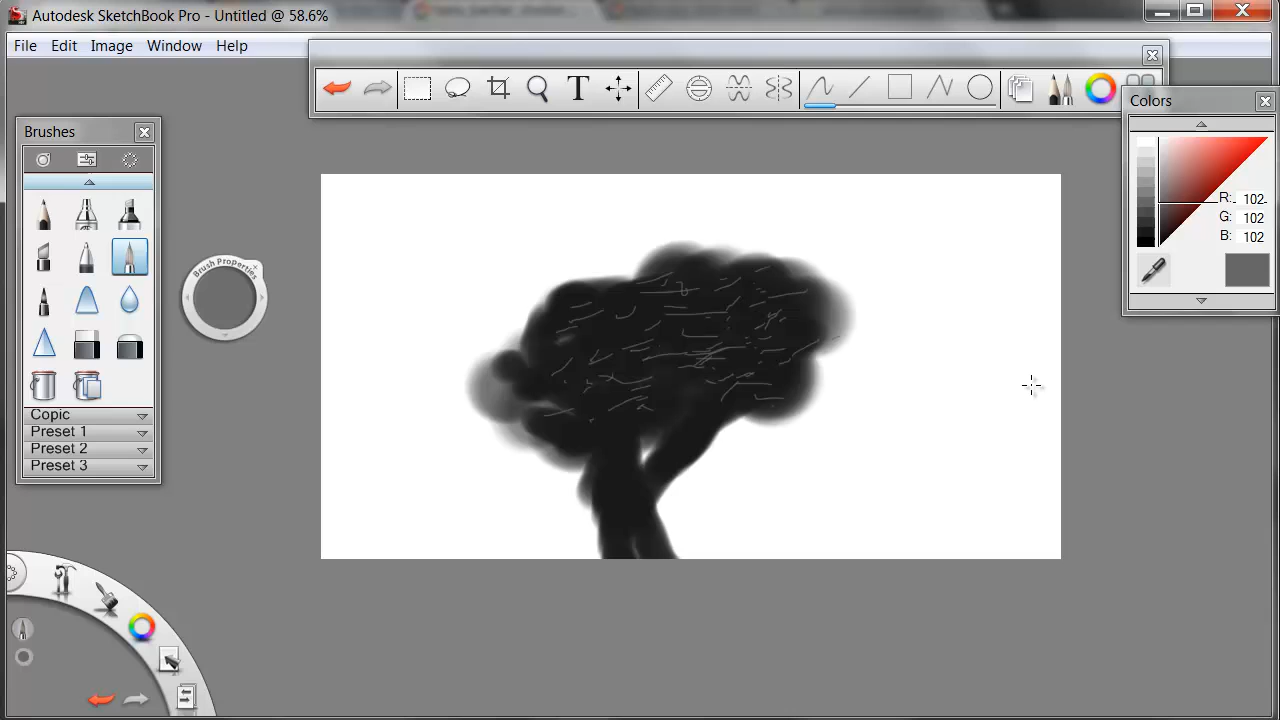 Autodesk SketchBook Pro - Untitled @ 58.6%
File Edit Image Window Help
T
Colors
Brushes
R: 102
G: 102
B: 102
Brush Properties
Copic
Preset 1
Preset 2
Preset 3